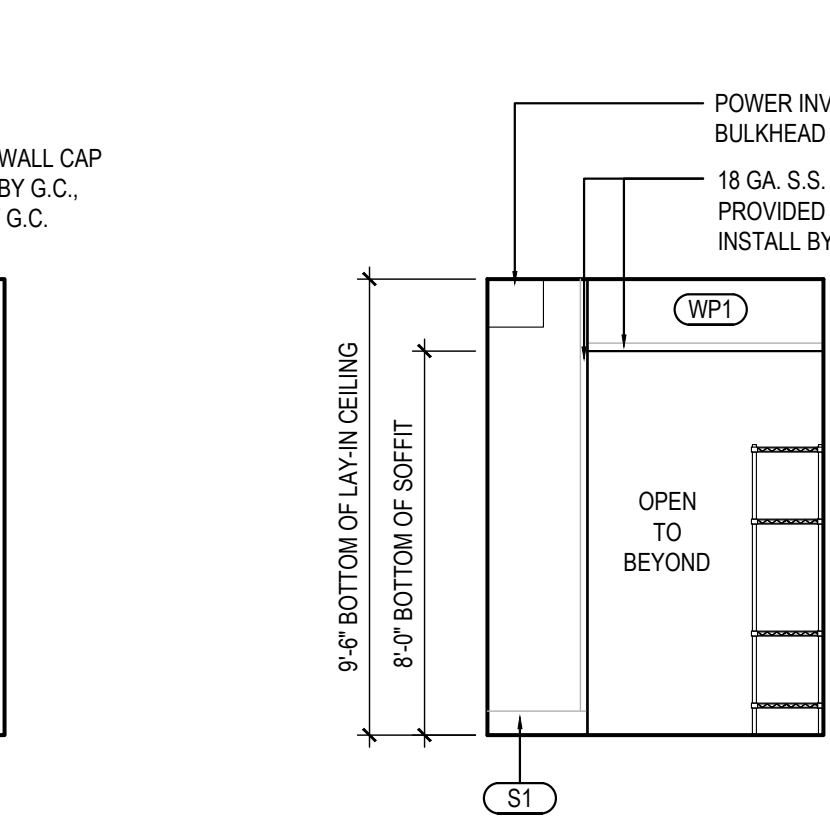 WALL CAP
BY G.C.,
G.C.
POWER INV
BULKHEAD
18 GA. S.S.
PROVIDED
INSTALL BY
WP1
9'-6" BOTTOM OF LAY-IN CEILING
8'-0" BOTTOM OF SOFFIT
OPEN
TO
BEYOND
S1